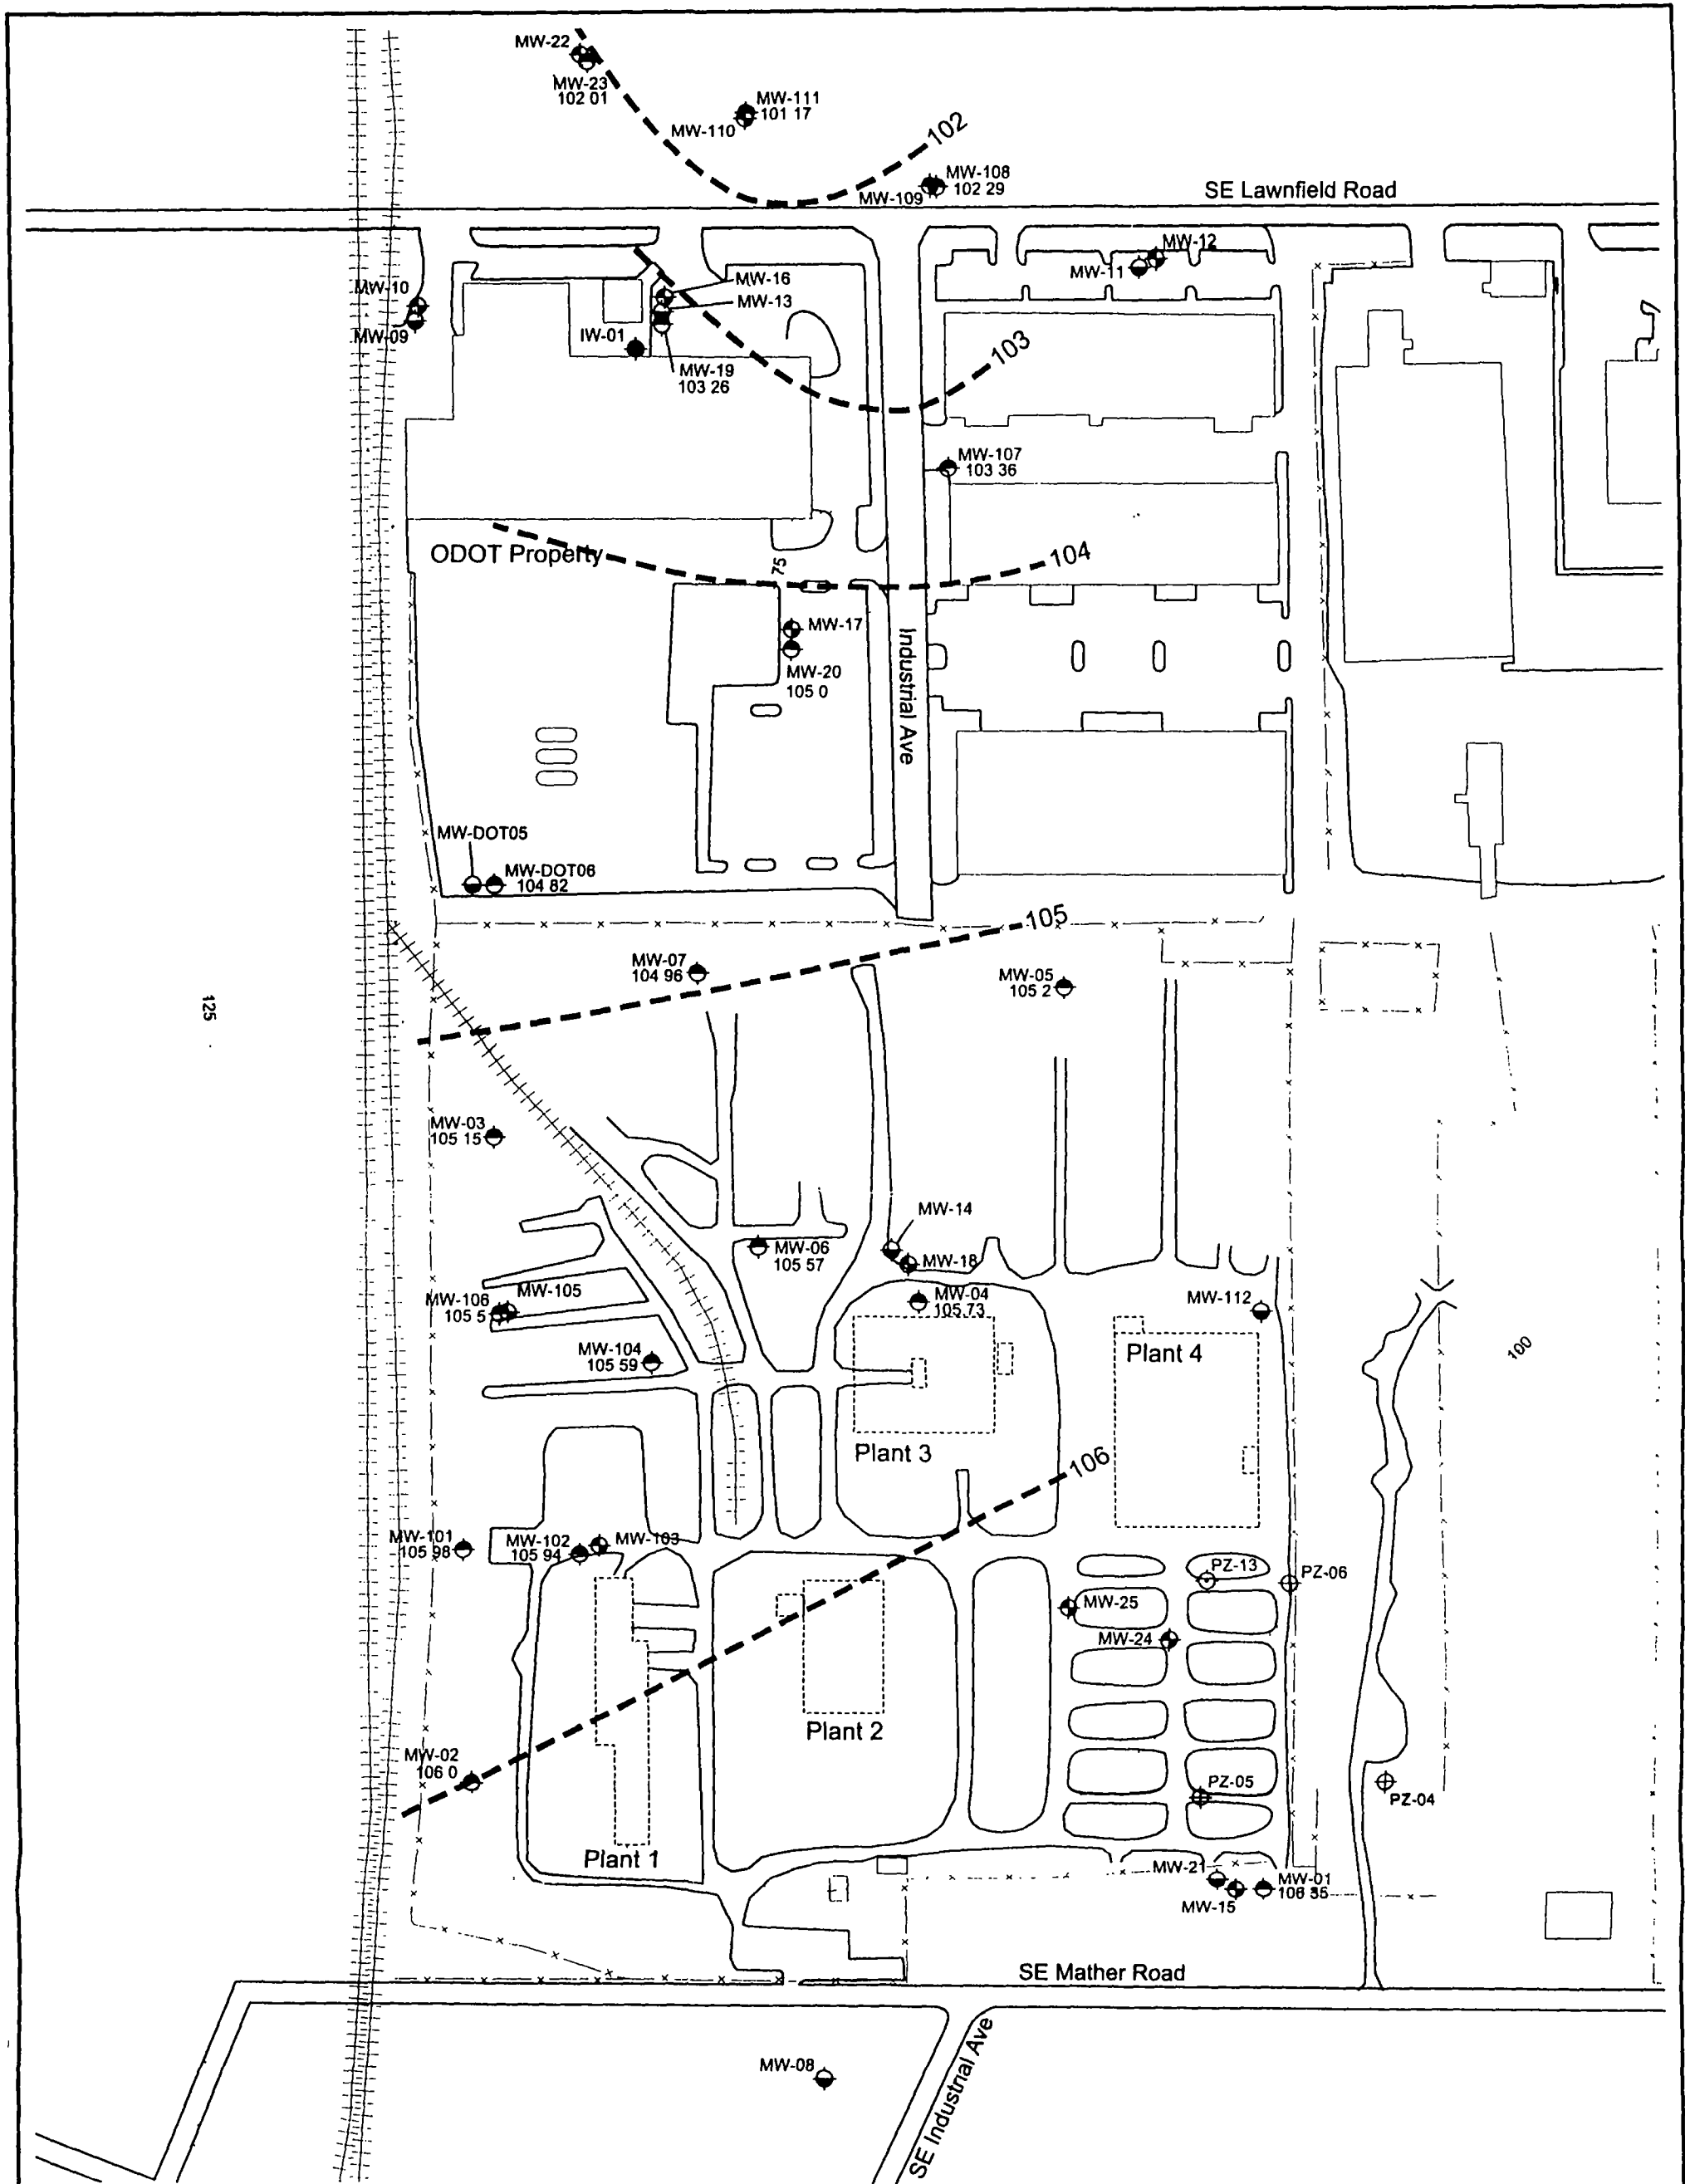 MW-22
MW-23
102 01
MW-111
101 17
MW-110
102
MW-108
102 29
MW-109
SE Lawnfield Road
MW-12
MW-11
MW-16
MW-13
MW-10
MW-09
IW-01
MW-19
103 26
103
MW-107
103 36
ODOT Property
75
104
MW-17
MW-20
105 0
Industrial Ave
MW-DOT05
MW-DOT06
104 82
105
MW-07
104 96
MW-05
105 2
125
MW-03
105 15
MW-14
MW-06
105 57
MW-18
MW-105
MW-106
105 5
MW-04
105 73
MW-112
MW-104
105 59
Plant 4
100
Plant 3
106
MW-101
105 98
MW-102
105 94
MW-103
PZ-13
PZ-06
MW-25
MW-24
Plant 2
MW-02
106 0
PZ-05
PZ-04
Plant 1
MW-21
MW-15
MW-01
106 35
SE Mather Road
MW-08
SE Industrial Ave